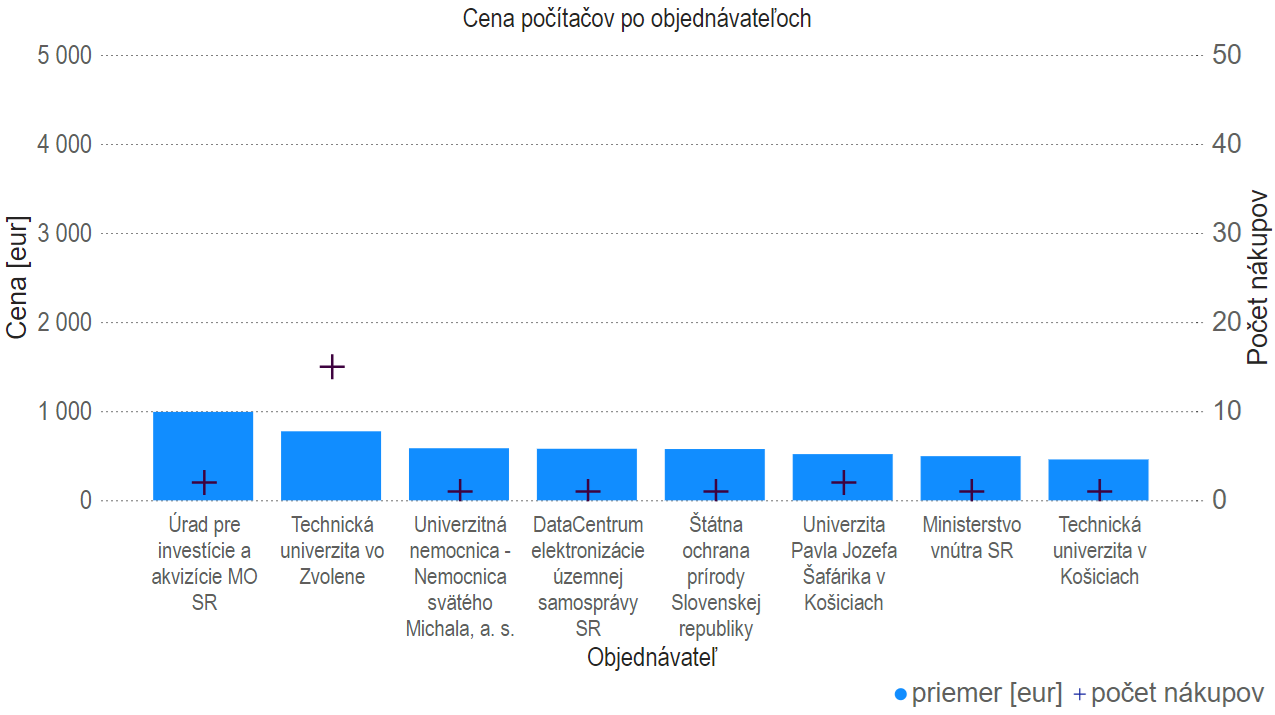 Cena počítačov po objednávateľoch
5 000
4 000
3 000
2 000
1 000
0
Cena [eur]
50
40
30
20
10
0
Počet nákupov
Úrad pre
investície a
akvizície MO
SR
Technická
univerzita vo
Zvolene
Univerzitná
nemocnica -
Nemocnica
svätého
Michala, a. s.
DataCentrum
elektronizácie
územnej
samosprávy
SR
Štátna
ochrana
prírody
Slovenskej
republiky
Univerzita
Pavla Jozefa
Šafárika v
Košiciach
Ministerstvo
vnútra SR
Technická
univerzita v
Košiciach
Objednávateľ
priemer [eur]
počet nákupov